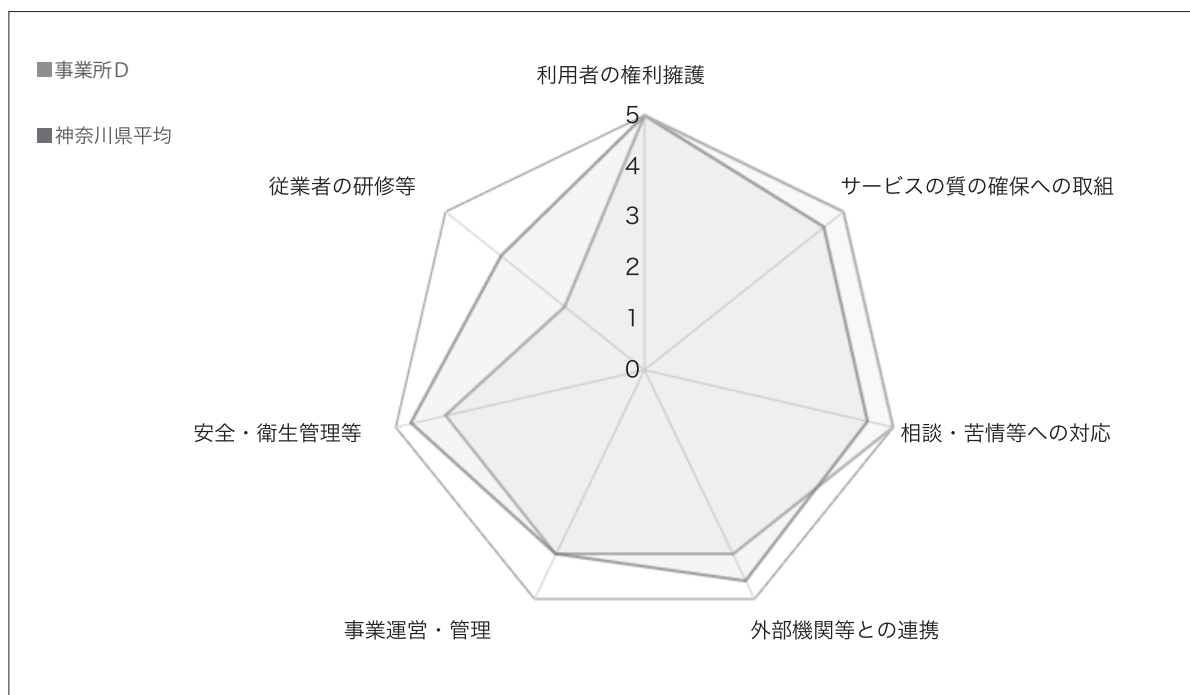 ■事業所D
■神奈川県平均
利用者の権利擁護
サービスの質の確保への取組
相談・苦情等への対応
外部機関等との連携
事業運営・管理
安全・衛生管理等
従業者の研修等
5
4
3
2
1
0